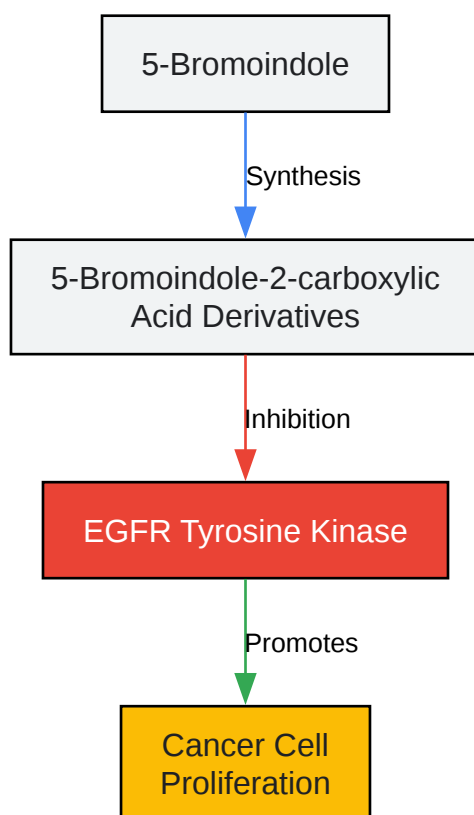 5-Bromoindole
Synthesis
5-Bromoindole-2-carboxylic
Acid Derivatives
Inhibition
EGFR Tyrosine Kinase
Promotes
Cancer Cell
Proliferation